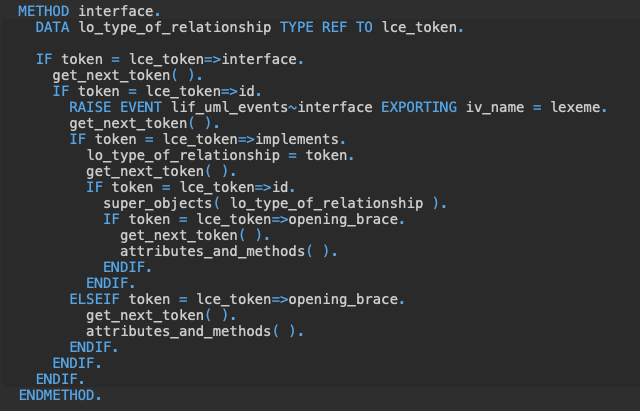 METHOD interface.
  DATA lo_type_of_relationship TYPE REF TO lce_token.

  IF token = lce_token=>interface.
    get_next_token( ).
    IF token = lce_token=>id.
      RAISE EVENT lif_uml_events~interface EXPORTING iv_name = lexeme.
      get_next_token( ).
      IF token = lce_token=>implements.
        lo_type_of_relationship = token.
        get_next_token( ).
        IF token = lce_token=>id.
          super_objects( lo_type_of_relationship ).
          IF token = lce_token=>opening_brace.
            get_next_token( ).
            attributes_and_methods( ).
          ENDIF.
        ENDIF.
      ELSEIF token = lce_token=>opening_brace.
        get_next_token( ).
        attributes_and_methods( ).
      ENDIF.
    ENDIF.
  ENDIF.
ENDMETHOD.